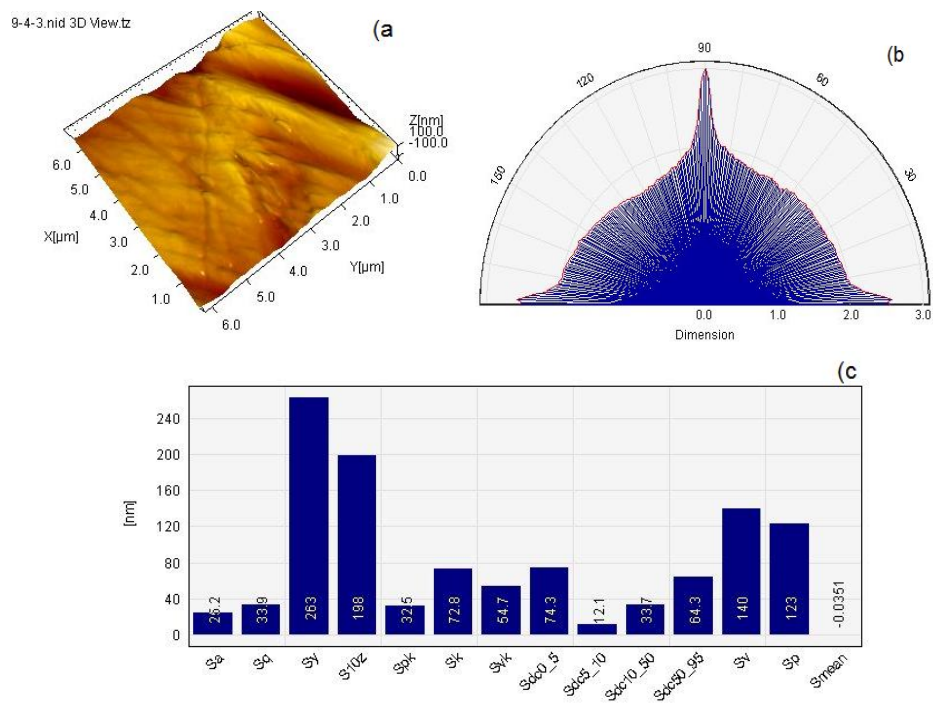 9-4-3.nid 3D View.tz
(a)
Z[nm]
100.0
-100.0
0.0
1.0
2.0
3.0
4.0
5.0
6.0
Y[µm]
6.0
5.0
4.0
3.0
2.0
1.0
X[µm]
(b)
150
120
90
60
30
0.0 1.0 2.0 3.0
Dimension
(c)
[nm]
240
200
160
120
80
40
0
25.2 33.9 263 198 32.5 72.8 54.7 74.3 12.1 33.7 64.3 140 123 -0.0351
Sa Sq Sy S10z Spk Sk Svk Sdc0_5 Sdc5_10 Sdc10_50 Sdc50_95 Sv Sp Smean